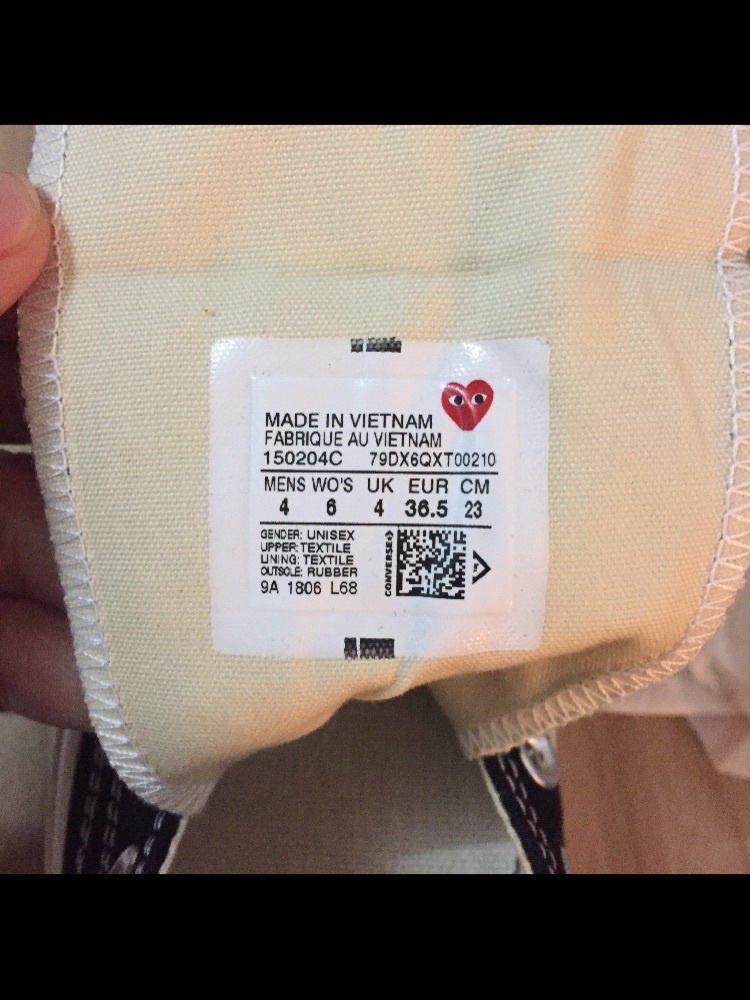 MADE IN VIETNAM
FABRIQUE AU VIETNAM
150204C 79DX6QXT00210
MENS WO'S UK EUR CM
4 6 4 36.5 23
GENDER: UNISEX
UPPER: TEXTILE
LINING: TEXTILE
OUTSOLE: RUBBER
9A 1806 L68
CONVERSE